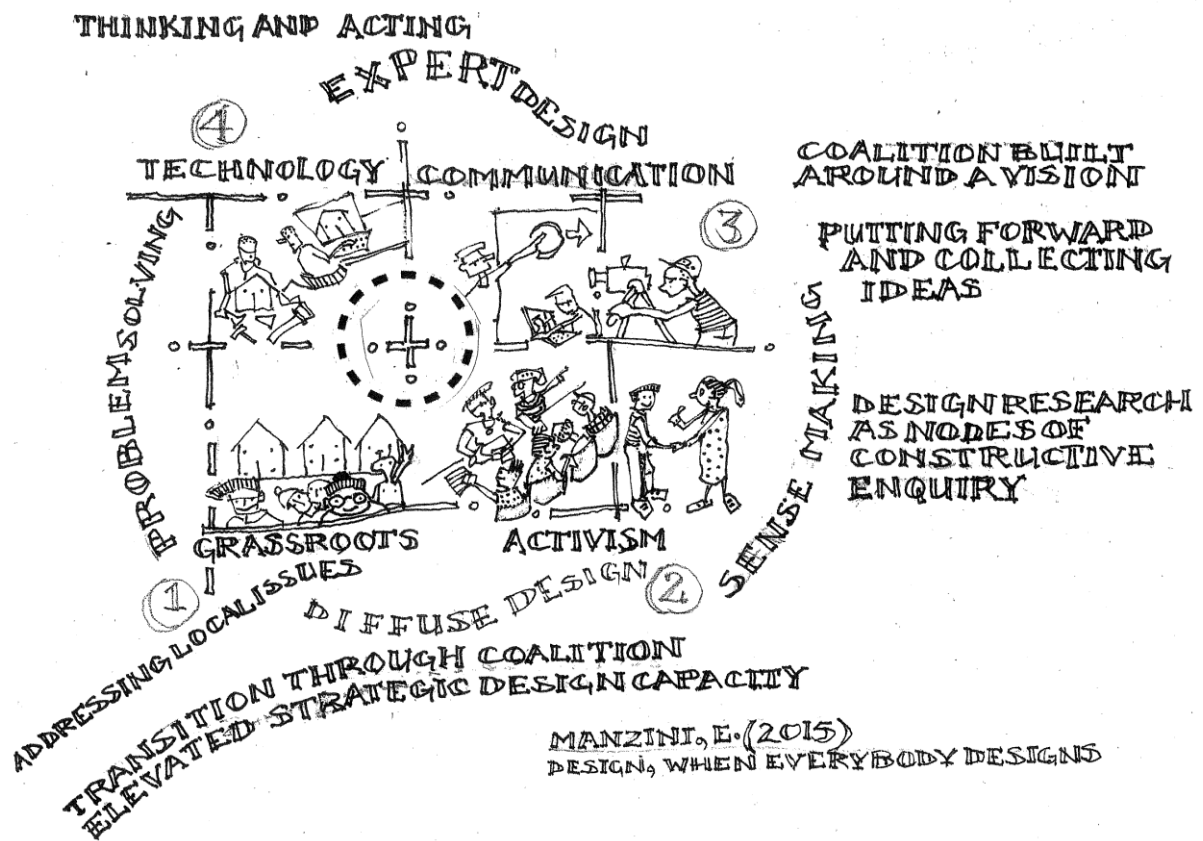 THINKING AND ACTING
EXPERT DESIGN
4
TECHNOLOGY
COMMUNICATION
COALITION BUILT
AROUND A VISION
3
PUTTING FORWARD
AND COLLECTING
IDEAS
PROBLEM SOLVING
SENSE MAKING
DESIGN RESEARCH
AS NODES OF
CONSTRUCTIVE
ENQUIRY
GRASSROOTS
ACTIVISM
1
2
DIFFUSE DESIGN
ADDRESSING LOCAL ISSUES
TRANSITION THROUGH COALITION
ELEVATED STRATEGIC DESIGN CAPACITY
MANZINI, E. (2015)
DESIGN, WHEN EVERYBODY DESIGNS